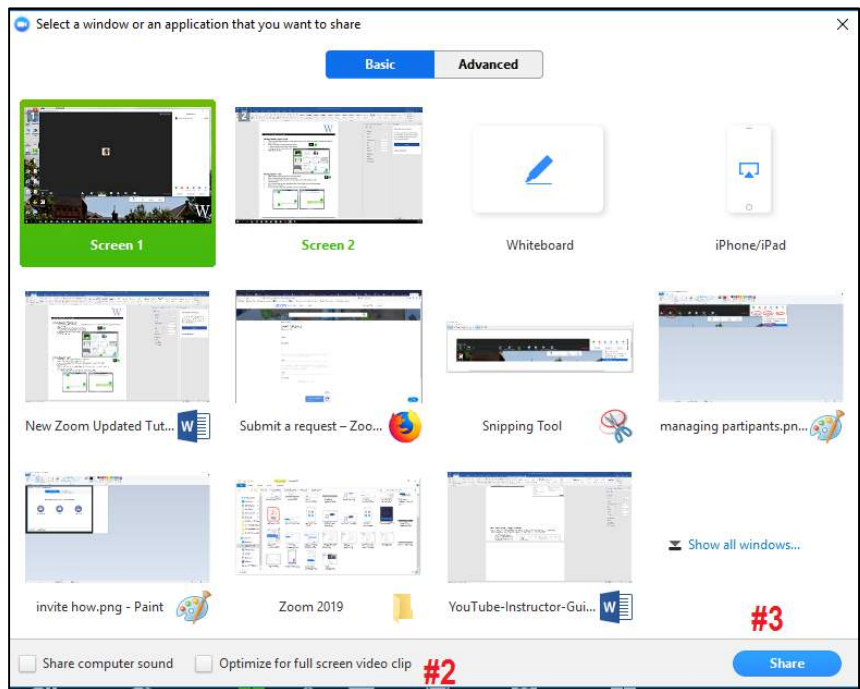 Select a window or an application that you want to share
Basic Advanced
1 2
Screen 1 Screen 2 Whiteboard iPhone/iPad
New Zoom Updated Tut... Submit a request – Zoo... Snipping Tool managing partipants.pn...
Show all windows...
invite how.png - Paint Zoom 2019 YouTube-Instructor-Gui...
#3
Share computer sound Optimize for full screen video clip #2 Share